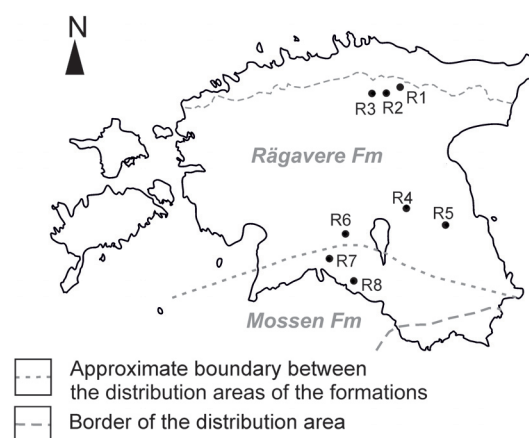 N
R3 R2 R1
Rägavere Fm
R4
R5
R6
R7
R8
Mossen Fm
Approximate boundary between
the distribution areas of the formations
Border of the distribution area